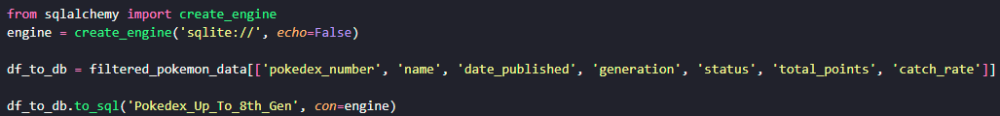 from sqlalchemy import create_engine
engine = create_engine('sqlite://', echo=False)
df_to_db = filtered_pokemon_data[['pokedex_number', 'name', 'date_published', 'generation', 'status', 'total_points', 'catch_rate']]
df_to_db.to_sql('Pokedex_Up_To_8th_Gen', con=engine)